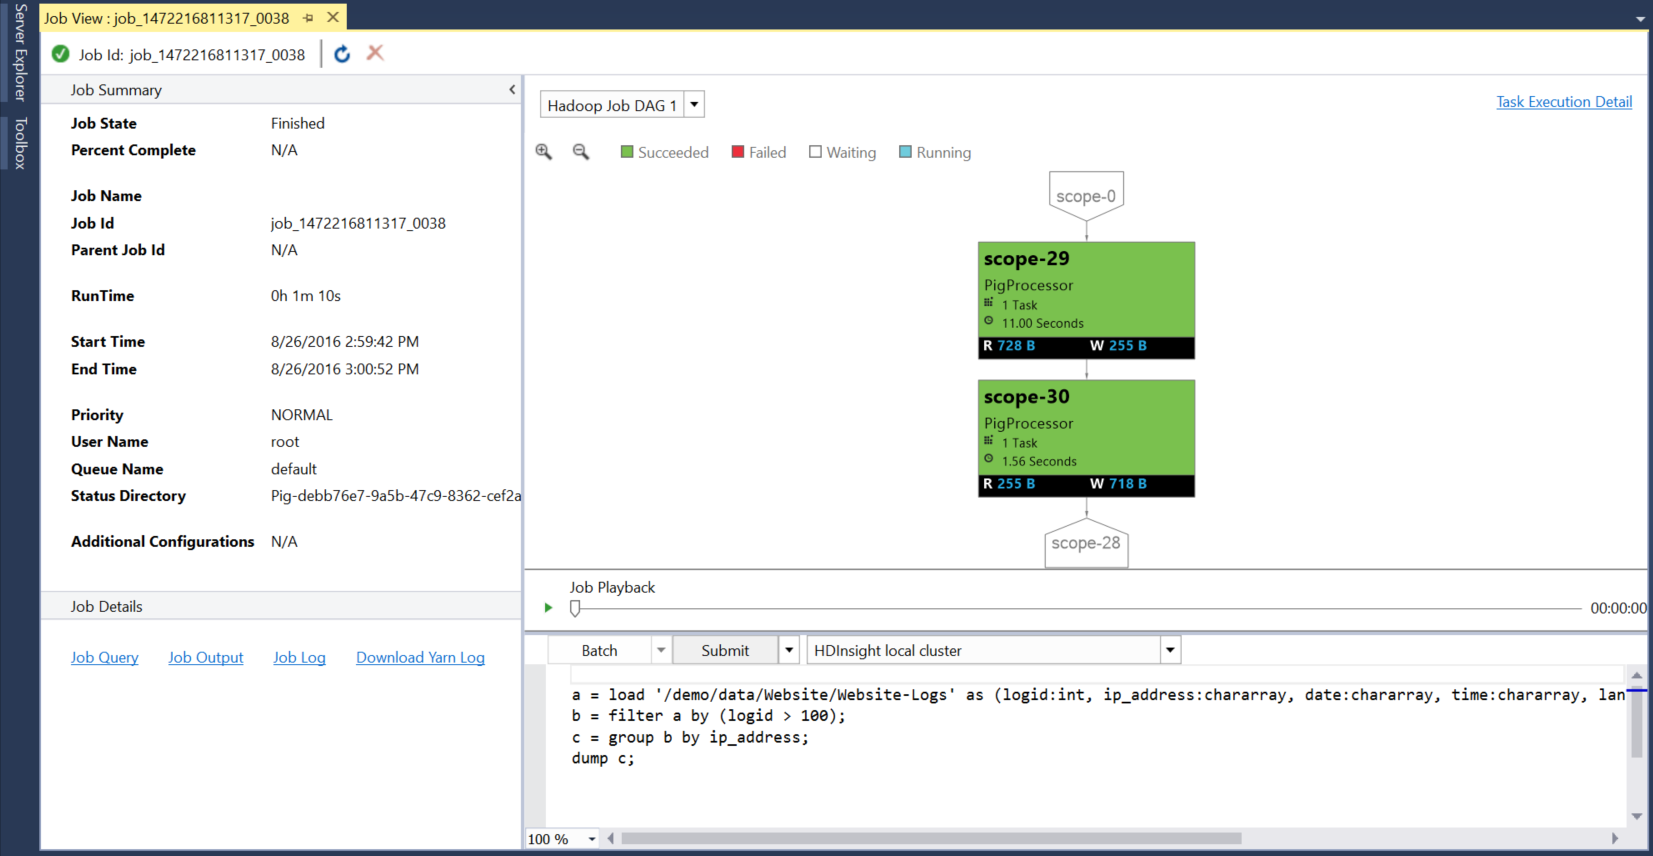 Server Explorer
Toolbox
Job View : job_1472216811317_0038
Job Id: job_1472216811317_0038
Job Summary
Job State Finished
Percent Complete N/A
Job Name
Job Id job_1472216811317_0038
Parent Job Id N/A
RunTime 0h 1m 10s
Start Time 8/26/2016 2:59:42 PM
End Time 8/26/2016 3:00:52 PM
Priority NORMAL
User Name root
Queue Name default
Status Directory Pig-debb76e7-9a5b-47c9-8362-cef2a
Additional Configurations N/A
Job Details
Job Query Job Output Job Log Download Yarn Log
Hadoop Job DAG 1
Task Execution Detail
Succeeded Failed Waiting Running
scope-0
scope-29
PigProcessor
1 Task
11.00 Seconds
R 728 B W 255 B
scope-30
PigProcessor
1 Task
1.56 Seconds
R 255 B W 718 B
scope-28
Job Playback
00:00:00
Batch Submit HDInsight local cluster
a = load '/demo/data/Website/Website-Logs' as (logid:int, ip_address:chararray, date:chararray, time:chararray, lan
b = filter a by (logid > 100);
c = group b by ip_address;
dump c;
100 %